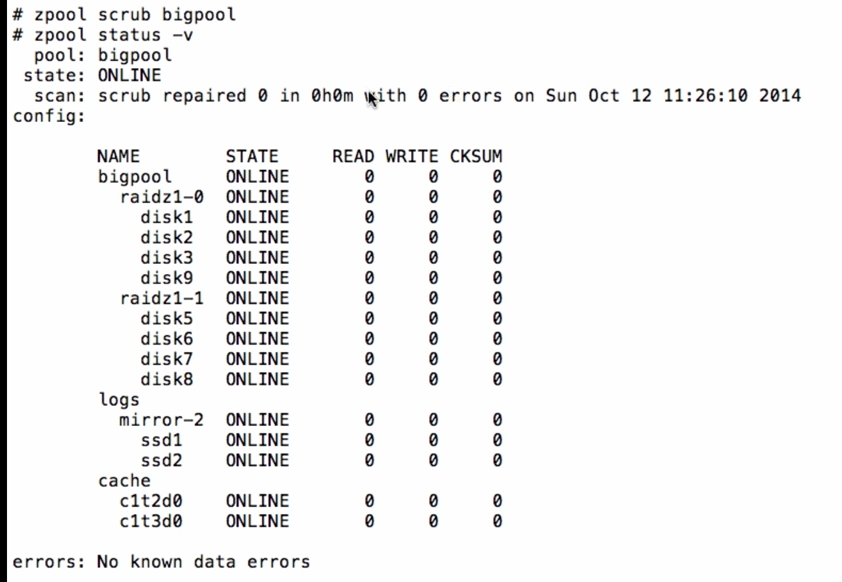 # zpool scrub bigpool
# zpool status -v
  pool: bigpool
 state: ONLINE
  scan: scrub repaired 0 in 0h0m with 0 errors on Sun Oct 12 11:26:10 2014
config:

        NAME        STATE     READ WRITE CKSUM
        bigpool     ONLINE       0     0     0
          raidz1-0  ONLINE       0     0     0
            disk1   ONLINE       0     0     0
            disk2   ONLINE       0     0     0
            disk3   ONLINE       0     0     0
            disk9   ONLINE       0     0     0
          raidz1-1  ONLINE       0     0     0
            disk5   ONLINE       0     0     0
            disk6   ONLINE       0     0     0
            disk7   ONLINE       0     0     0
            disk8   ONLINE       0     0     0
        logs
          mirror-2  ONLINE       0     0     0
            ssd1    ONLINE       0     0     0
            ssd2    ONLINE       0     0     0
        cache
          c1t2d0    ONLINE       0     0     0
          c1t3d0    ONLINE       0     0     0

errors: No known data errors